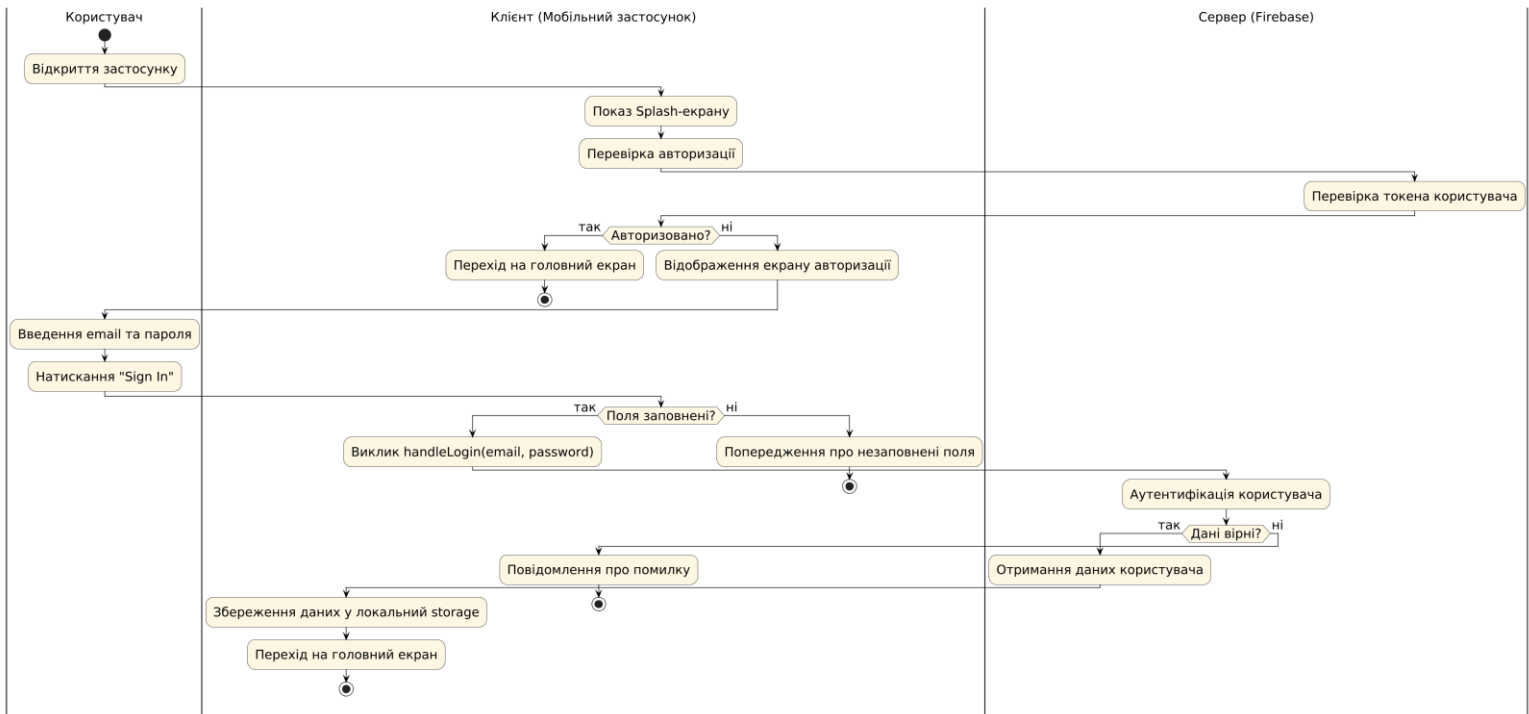 Користувач
Клієнт (Мобільний застосунок)
Сервер (Firebase)
Відкриття застосунку
Показ Splash-екрану
Перевірка авторизації
Перевірка токена користувача
так
Авторизовано?
ні
Перехід на головний екран
Відображення екрану авторизації
Введення email та пароля
Натискання "Sign In"
так
Поля заповнені?
ні
Виклик handleLogin(email, password)
Попередження про незаповнені поля
Аутентифікація користувача
так
Дані вірні?
ні
Повідомлення про помилку
Отримання даних користувача
Збереження даних у локальний storage
Перехід на головний екран